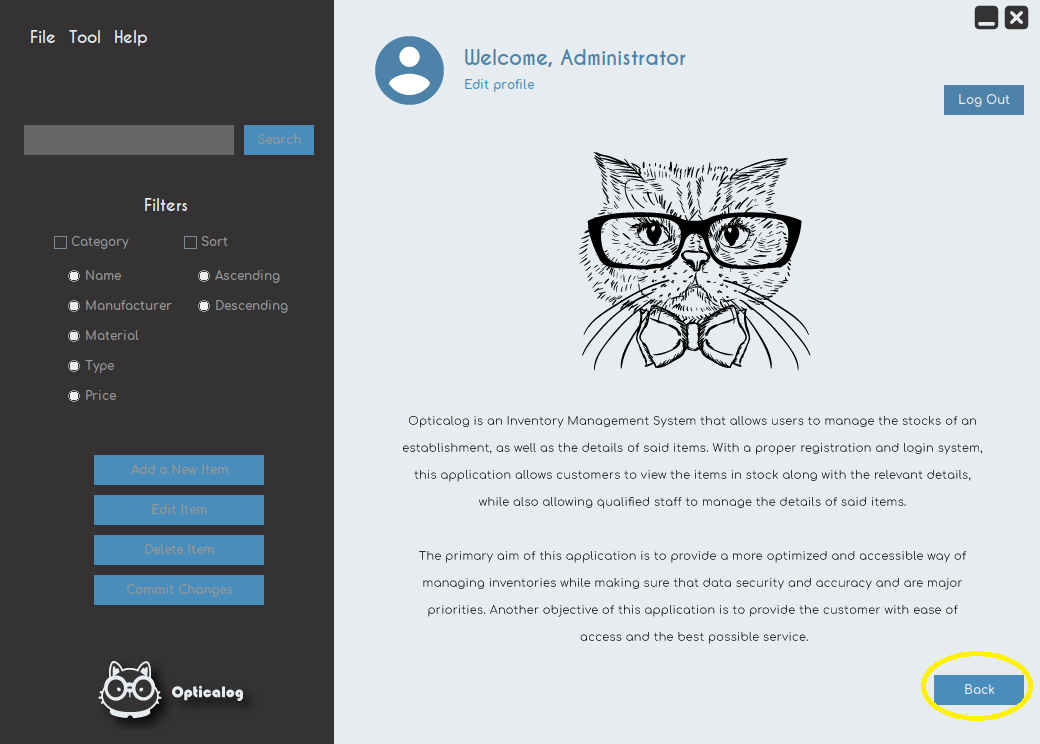 File Tool Help
Welcome, Administrator
Edit profile
Log Out
Search
Filters
Category Sort
Name Ascending
Manufacturer Descending
Material
Type
Price
Add a New Item
Edit Item
Delete Item
Commit Changes
Opticalog
Opticalog is an Inventory Management System that allows users to manage the stocks of an
establishment, as well as the details of said items. With a proper registration and login system,
this application allows customers to view the items in stock along with the relevant details,
while also allowing qualified staff to manage the details of said items.
The primary aim of this application is to provide a more optimized and accessible way of
managing inventories while making sure that data security and accuracy and are major
priorities. Another objective of this application is to provide the customer with ease of
access and the best possible service.
Back